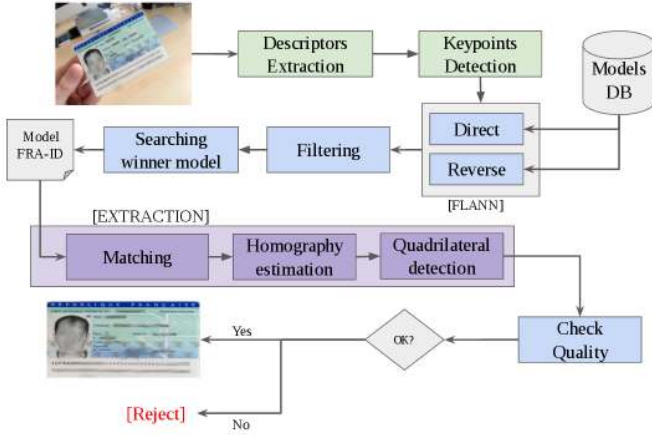 Descriptors
Extraction
Keypoints
Detection
Models
DB
Model
FRA-ID
Searching
winner model
Filtering
Direct
Reverse
[FLANN]
[EXTRACTION]
Matching
Homography
estimation
Quadrilateral
detection
RÉPUBLIQUE FRANÇAISE
Yes
OK?
Check
Quality
[Reject]
No